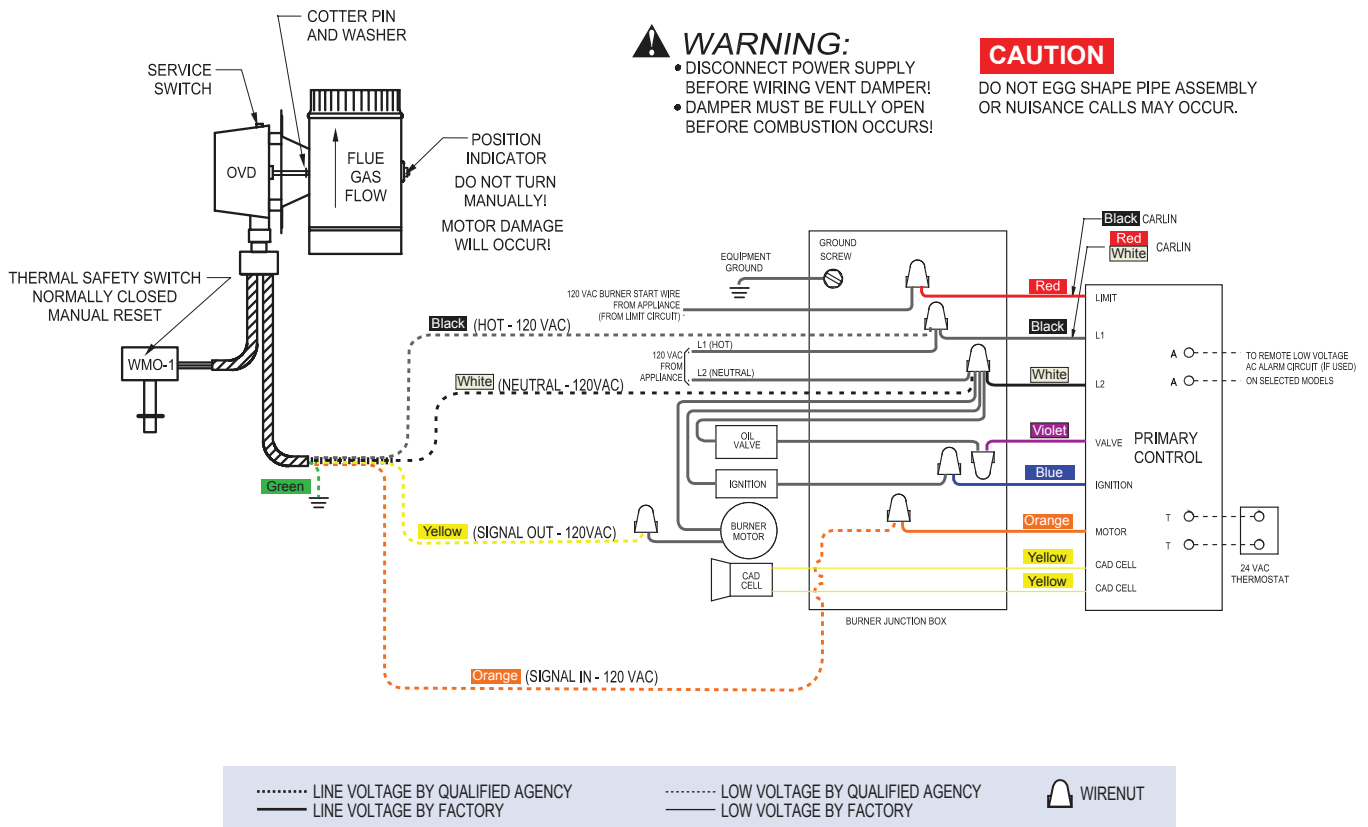 COTTER PIN
AND WASHER
SERVICE
SWITCH
OVD
FLUE
GAS
FLOW
POSITION
INDICATOR
DO NOT TURN
MANUALLY!
MOTOR DAMAGE
WILL OCCUR!
WARNING:
• DISCONNECT POWER SUPPLY
BEFORE WIRING VENT DAMPER!
• DAMPER MUST BE FULLY OPEN
BEFORE COMBUSTION OCCURS!
CAUTION
DO NOT EGG SHAPE PIPE ASSEMBLY
OR NUISANCE CALLS MAY OCCUR.
THERMAL SAFETY SWITCH
NORMALLY CLOSED
MANUAL RESET
WMO-1
Green
Black (HOT - 120 VAC)
White (NEUTRAL - 120VAC)
Yellow (SIGNAL OUT - 120VAC)
Orange (SIGNAL IN - 120 VAC)
EQUIPMENT
GROUND
GROUND
SCREW
120 VAC BURNER START WIRE
FROM APPLIANCE
(FROM LIMIT CIRCUIT)
120 VAC
FROM
APPLIANCE
L1 (HOT)
L2 (NEUTRAL)
OIL
VALVE
IGNITION
BURNER
MOTOR
CAD
CELL
BURNER JUNCTION BOX
Black CARLIN
Red
White CARLIN
Red
Black
White
Violet
Blue
Orange
Yellow
Yellow
LIMIT
L1
L2
VALVE
IGNITION
MOTOR
CAD CELL
CAD CELL
PRIMARY
CONTROL
A
A
TO REMOTE LOW VOLTAGE
AC ALARM CIRCUIT (IF USED)
ON SELECTED MODELS
T
T
24 VAC
THERMOSTAT
LINE VOLTAGE BY QUALIFIED AGENCY
LINE VOLTAGE BY FACTORY
LOW VOLTAGE BY QUALIFIED AGENCY
LOW VOLTAGE BY FACTORY
WIRENUT